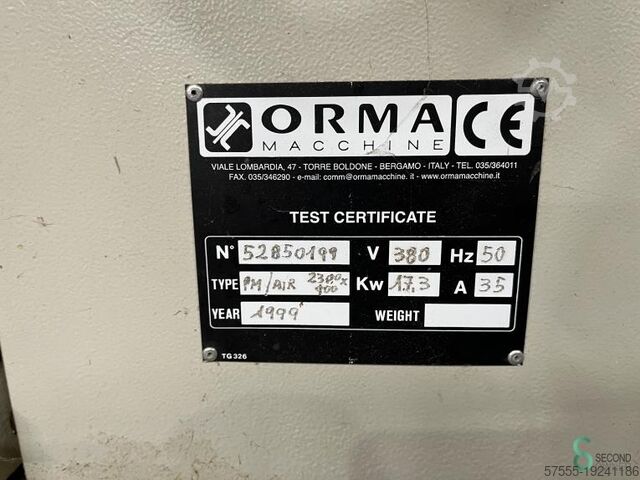 ORMA CE
MACCHINE
VIALE LOMBARDIA, 47 - TORRE BOLDONE - BERGAMO - ITALY - TEL. 035/364011
FAX. 035/346290 - e-mail: comm@ormamacchine.it - www.ormamacchine.it
TEST CERTIFICATE
N° 52850199 V 380 Hz 50
TYPE PM/AIR 2300x900 Kw 17,3 A 35
YEAR 1999 WEIGHT
TG 326
S SECOND
57555-19241186